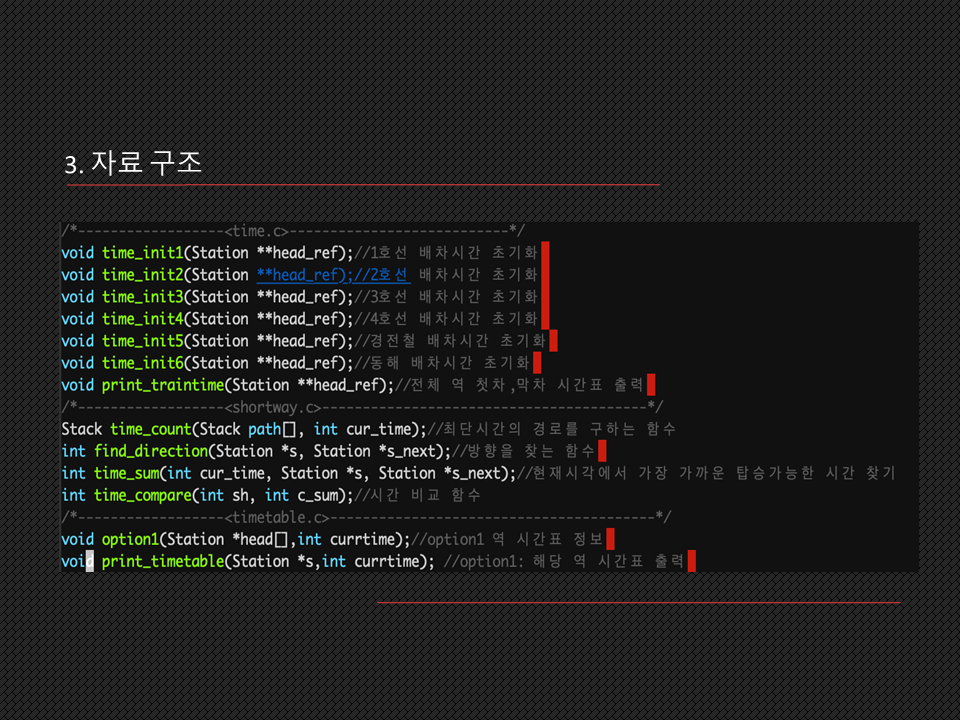 3. 자료 구조
/*------------------<time.c>---------------------------*/
void time_init1(Station **head_ref);//1호선 배차시간 초기화
void time_init2(Station **head_ref);//2호선 배차시간 초기화
void time_init3(Station **head_ref);//3호선 배차시간 초기화
void time_init4(Station **head_ref);//4호선 배차시간 초기화
void time_init5(Station **head_ref);//경전철 배차시간 초기화
void time_init6(Station **head_ref);//동해 배차시간 초기화
void print_traintime(Station **head_ref);//전체 역 첫차,막차 시간표 출력
/*------------------<shortway.c>----------------------------------------*/
Stack time_count(Stack path[], int cur_time);//최단시간의 경로를 구하는 함수
int find_direction(Station *s, Station *s_next);//방향을 찾는 함수
int time_sum(int cur_time, Station *s, Station *s_next);//현재시각에서 가장 가까운 탑승가능한 시간 찾기
int time_compare(int sh, int c_sum);//시간 비교 함수
/*------------------<timetable.c>----------------------------------------*/
void option1(Station *head[],int currtime);//option1 역 시간표 정보
void print_timetable(Station *s,int currtime); //option1: 해당 역 시간표 출력